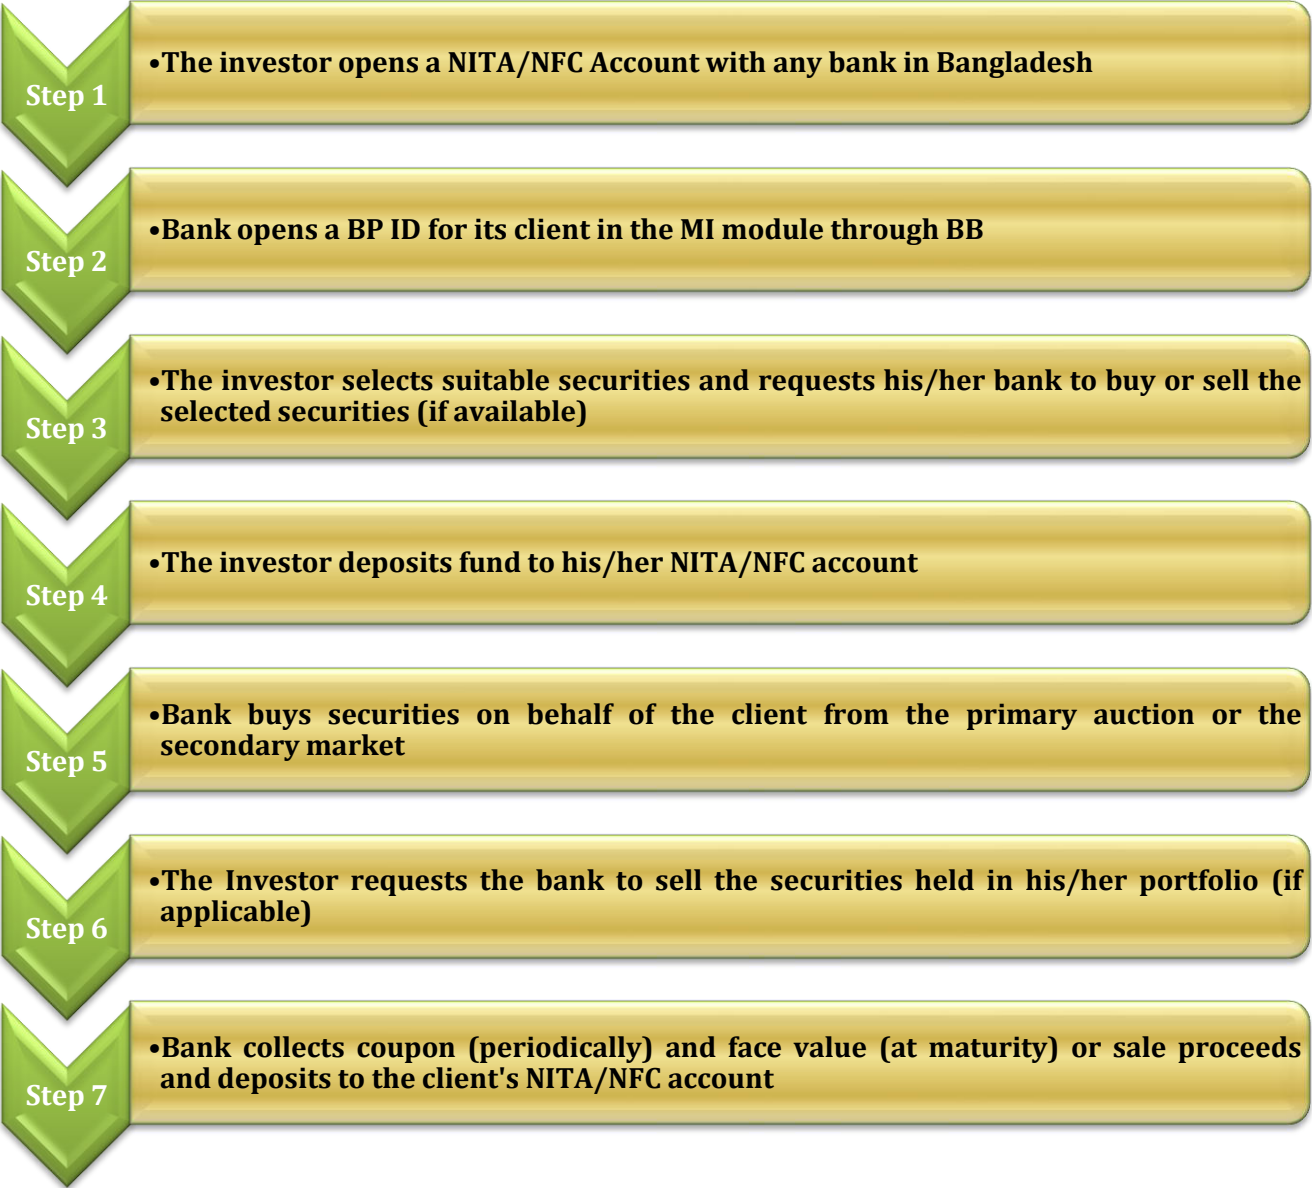 Step 1
•The investor opens a NITA/NFC Account with any bank in Bangladesh
Step 2
•Bank opens a BP ID for its client in the MI module through BB
Step 3
•The investor selects suitable securities and requests his/her bank to buy or sell the
selected securities (if available)
Step 4
•The investor deposits fund to his/her NITA/NFC account
Step 5
•Bank buys securities on behalf of the client from the primary auction or the
secondary market
Step 6
•The Investor requests the bank to sell the securities held in his/her portfolio (if
applicable)
Step 7
•Bank collects coupon (periodically) and face value (at maturity) or sale proceeds
and deposits to the client's NITA/NFC account